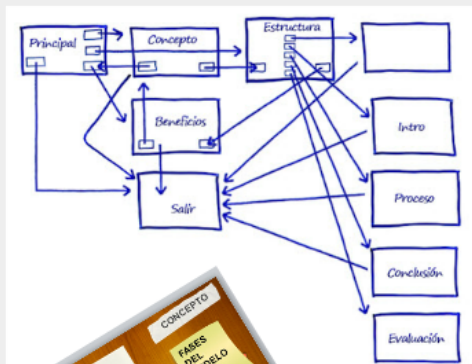 Principal
Concepto
Estructura
Beneficios
Intro
Salir
Proceso
Conclusión
Evaluación
CONCEPTO
FASES
DEL